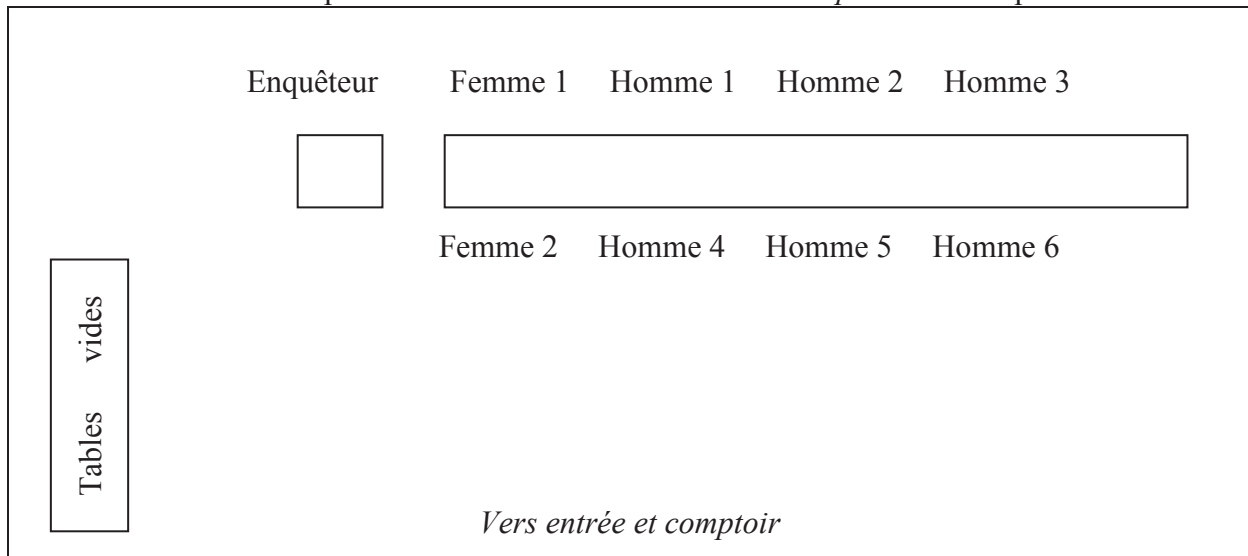 Enquêteur Femme 1 Homme 1 Homme 2 Homme 3
Femme 2 Homme 4 Homme 5 Homme 6
Tables vides
Vers entrée et comptoir